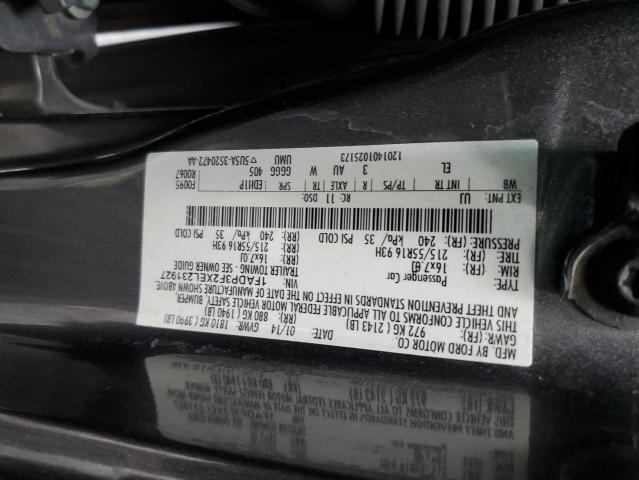 MFD. BY FORD MOTOR CO.
DATE: 01/14 GVWR: 1810 KG (3990 LB)
GAWR: (FR): 972 KG (2143 LB) (RR): 880 KG (1940 LB)
THIS VEHICLE CONFORMS TO ALL APPLICABLE FEDERAL MOTOR VEHICLE SAFETY, BUMPER,
AND THEFT PREVENTION STANDARDS IN EFFECT ON THE DATE OF MANUFACTURE SHOWN ABOVE.
VIN: 1FADP3F2XEL231927
TYPE: Passenger Car TRAILER TOWING - SEE OWNER GUIDE
RIM: 16x7.0J (RR): 16x7.0J
TIRE: 215/55R16 93H (RR): 215/55R16 93H
PRESSURE: (FR) 240 kPa/ 35 PSI COLD (RR): 240 kPa/ 35 PSI COLD
EXT PNT: UJ RC: 11 DSO: F0095
WB INT TR TP/PS R AXLE TR SPR EDH1P R0067
EL 3 AU W GGGG 405 UMU
1201401025173 5U5A-3520472-AA